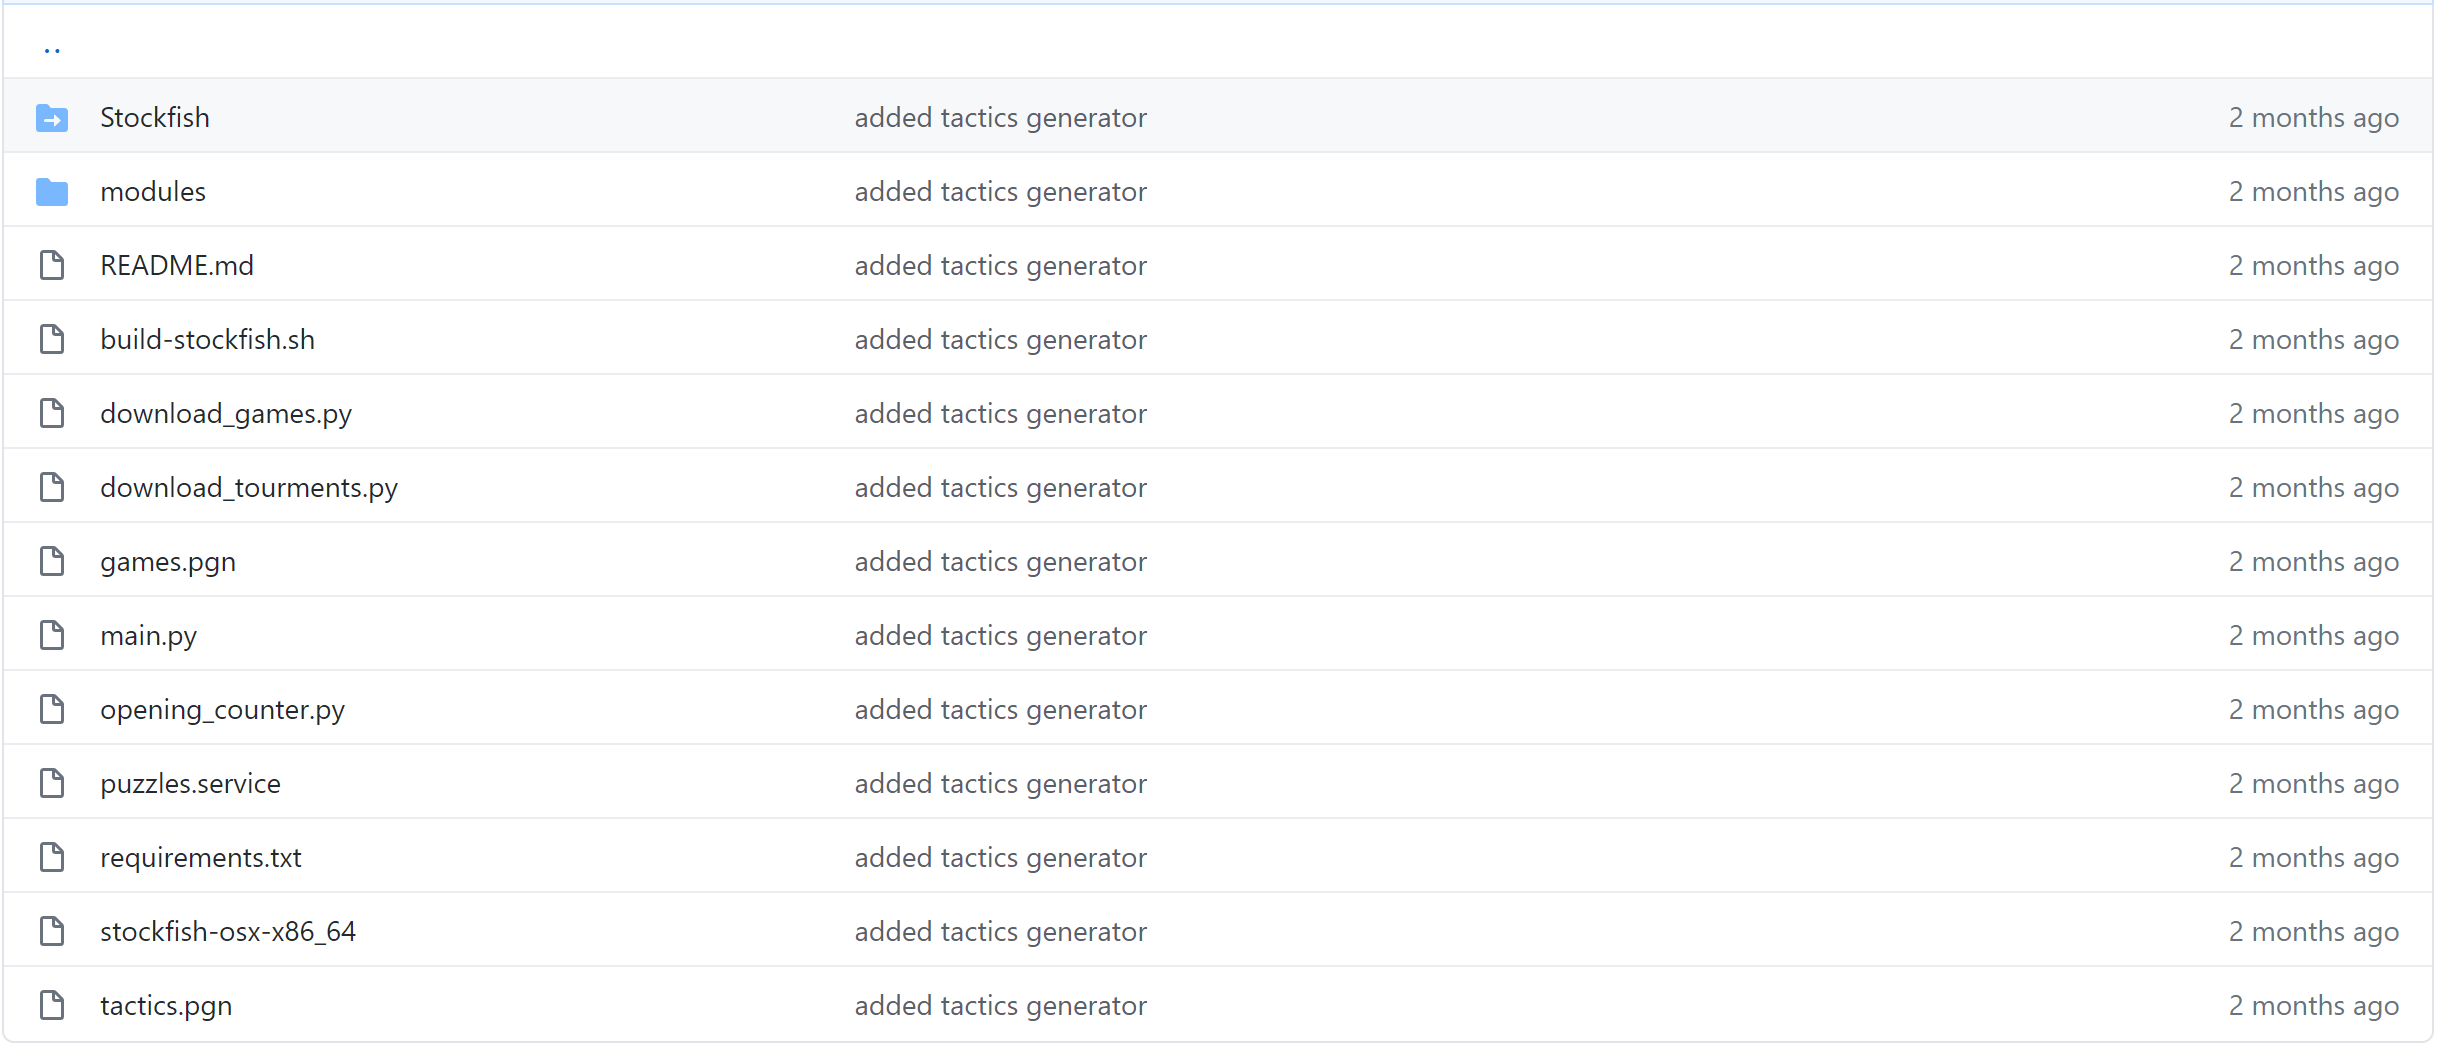 ..
Stockfish added tactics generator 2 months ago
modules added tactics generator 2 months ago
README.md added tactics generator 2 months ago
build-stockfish.sh added tactics generator 2 months ago
download_games.py added tactics generator 2 months ago
download_tourments.py added tactics generator 2 months ago
games.pgn added tactics generator 2 months ago
main.py added tactics generator 2 months ago
opening_counter.py added tactics generator 2 months ago
puzzles.service added tactics generator 2 months ago
requirements.txt added tactics generator 2 months ago
stockfish-osx-x86_64 added tactics generator 2 months ago
tactics.pgn added tactics generator 2 months ago